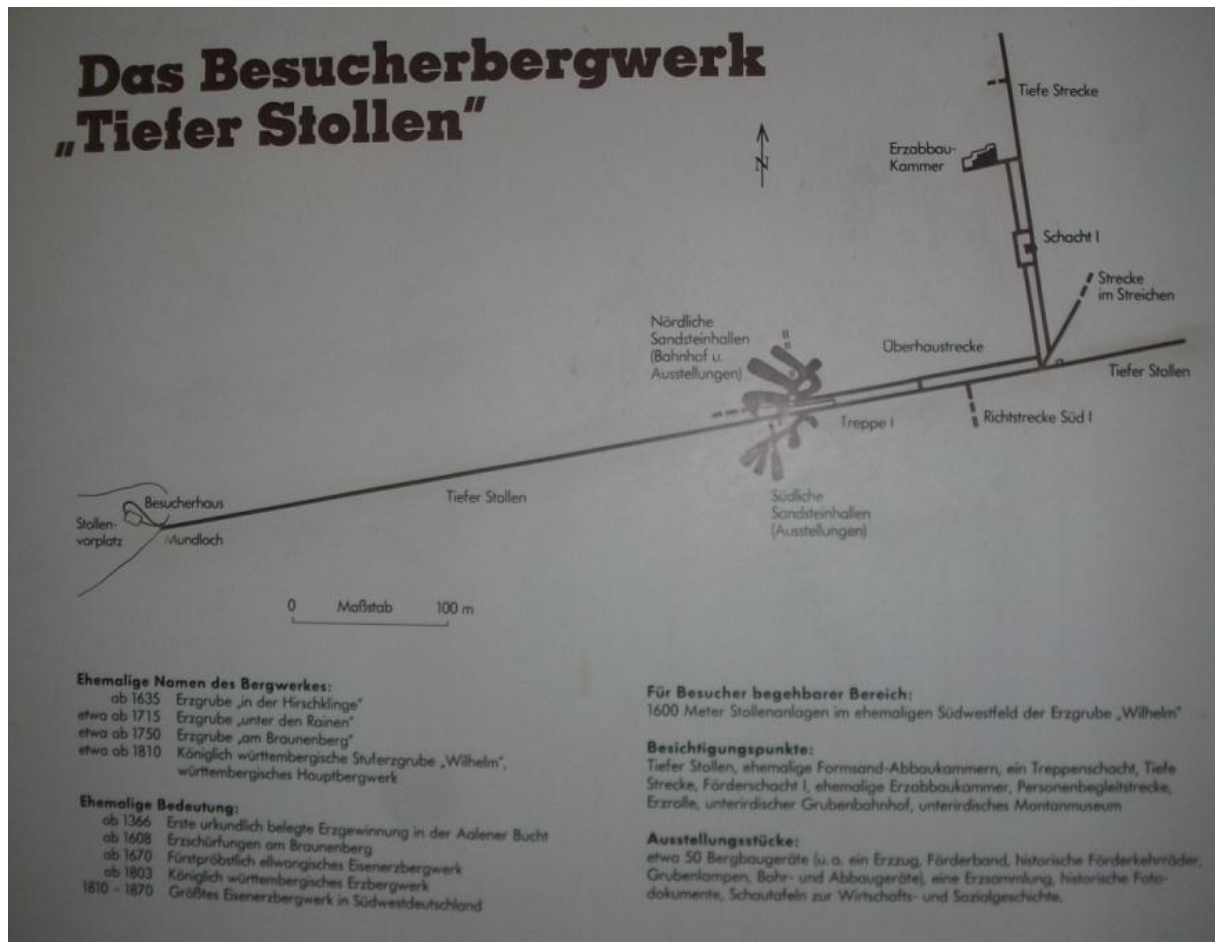 Das Besucherbergwerk
„Tiefer Stollen"
N
Tiefe Strecke
Erzabbau-
Kammer
Schacht I
Strecke
im Streichen
Nördliche
Sandsteinhallen
(Bahnhof u.
Ausstellungen)
Überhaustrecke
Tiefer Stollen
Treppe I
Richtstrecke Süd I
Tiefer Stollen
Südliche
Sandsteinhallen
(Ausstellungen)
Besucherhaus
Stollen-
vorplatz
Mundloch
0 Maßstab 100 m
Ehemalige Namen des Bergwerkes:
ab 1635 Erzgrube „in der Hirschklinge"
etwa ab 1715 Erzgrube „unter den Rainen"
etwa ab 1750 Erzgrube „am Braunenberg"
etwa ab 1810 Königlich württembergische Stuferzgrube „Wilhelm",
württembergisches Hauptbergwerk
Ehemalige Bedeutung:
ab 1366 Erste urkundlich belegte Erzgewinnung in der Aalener Bucht
ab 1608 Erzschürfungen am Braunenberg
ab 1670 Fürstpröbstlich ellwangisches Eisenerzbergwerk
ab 1803 Königlich württembergisches Erzbergwerk
1810 - 1870 Größtes Eisenerzbergwerk in Südwestdeutschland
Für Besucher begehbarer Bereich:
1600 Meter Stollenanlagen im ehemaligen Südwestfeld der Erzgrube „Wilhelm"
Besichtigungspunkte:
Tiefer Stollen, ehemalige Formsand-Abbaukammern, ein Treppenschacht, Tiefe
Strecke, Förderschacht I, ehemalige Erzabbaukammer, Personenbegleitstrecke,
Erzrolle, unterirdischer Grubenbahnhof, unterirdisches Montanmuseum
Ausstellungsstücke:
etwa 50 Bergbaugeräte (u. a. ein Erzzug, Förderband, historische Förderkehrräder,
Grubenlampen, Bohr- und Abbaugeräte), eine Erzsammlung, historische Foto-
dokumente, Schautafeln zur Wirtschafts- und Sozialgeschichte.